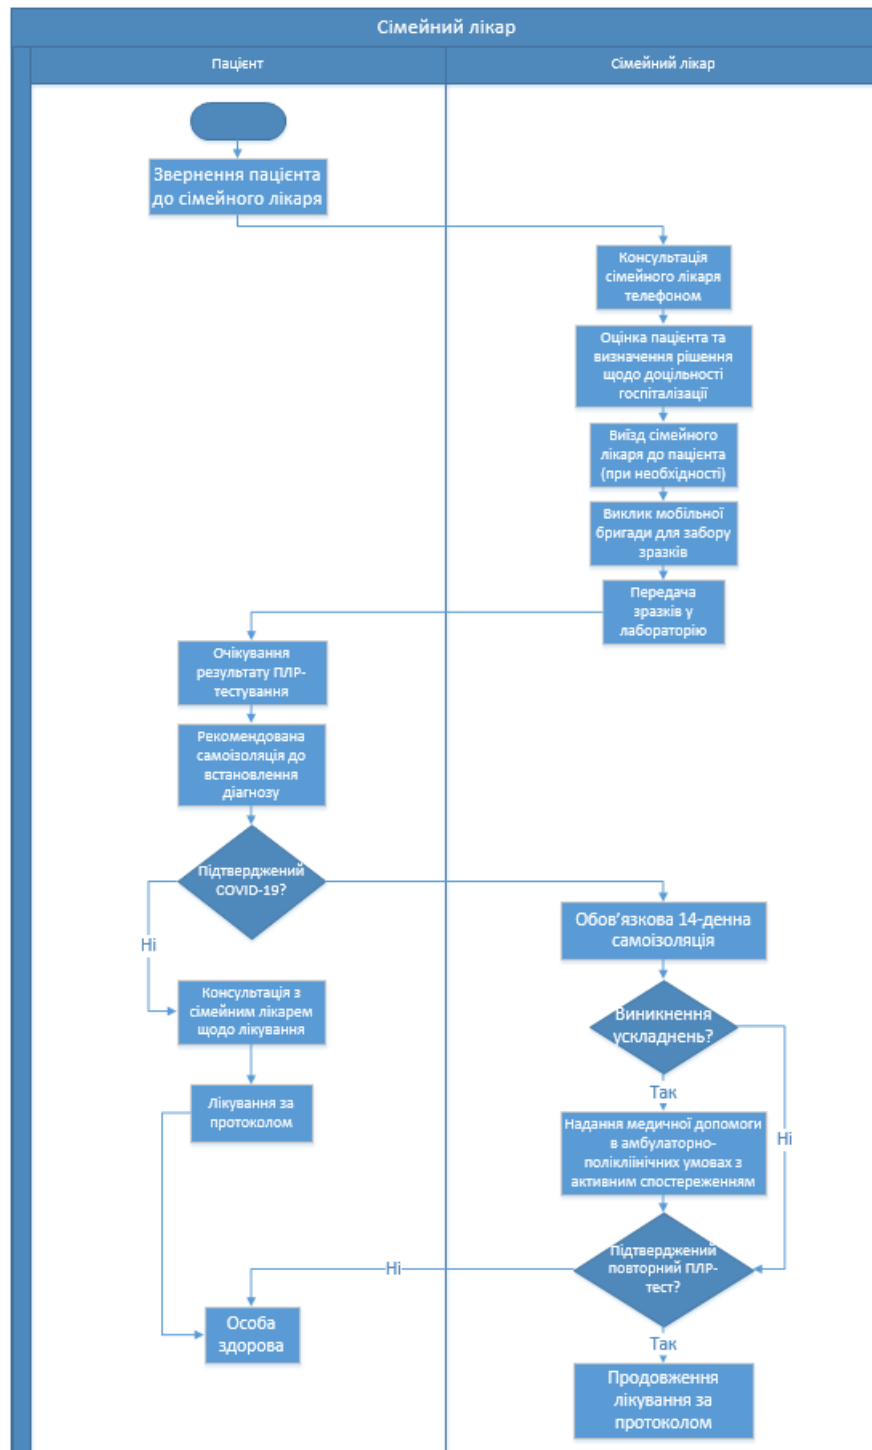 Сімейний лікар
Пацієнт
Сімейний лікар
Звернення пацієнта
до сімейного лікаря
Консультація
сімейного лікаря
телефоном
Оцінка пацієнта та
визначення рішення
щодо доцільності
госпіталізації
Виїзд сімейного
лікаря до пацієнта
(при необхідності)
Виклик мобільної
бригади для забору
зразків
Передача
зразків у
лабораторію
Очікування
результату ПЛР-
тестування
Рекомендована
самоізоляція до
встановлення
діагнозу
Підтверджений
COVID-19?
Обов’язкова 14-денна
самоізоляція
Ні
Консультація з
сімейним лікарем
щодо лікування
Виникнення
ускладнень?
Так
Лікування за
протоколом
Надання медичної допомоги
в амбулаторно-
поліклиінічних умовах з
активним спостереженням
Ні
Підтверджений
повторний ПЛР-
тест?
Ні
Особа
здорова
Так
Продовження
лікування за
протоколом